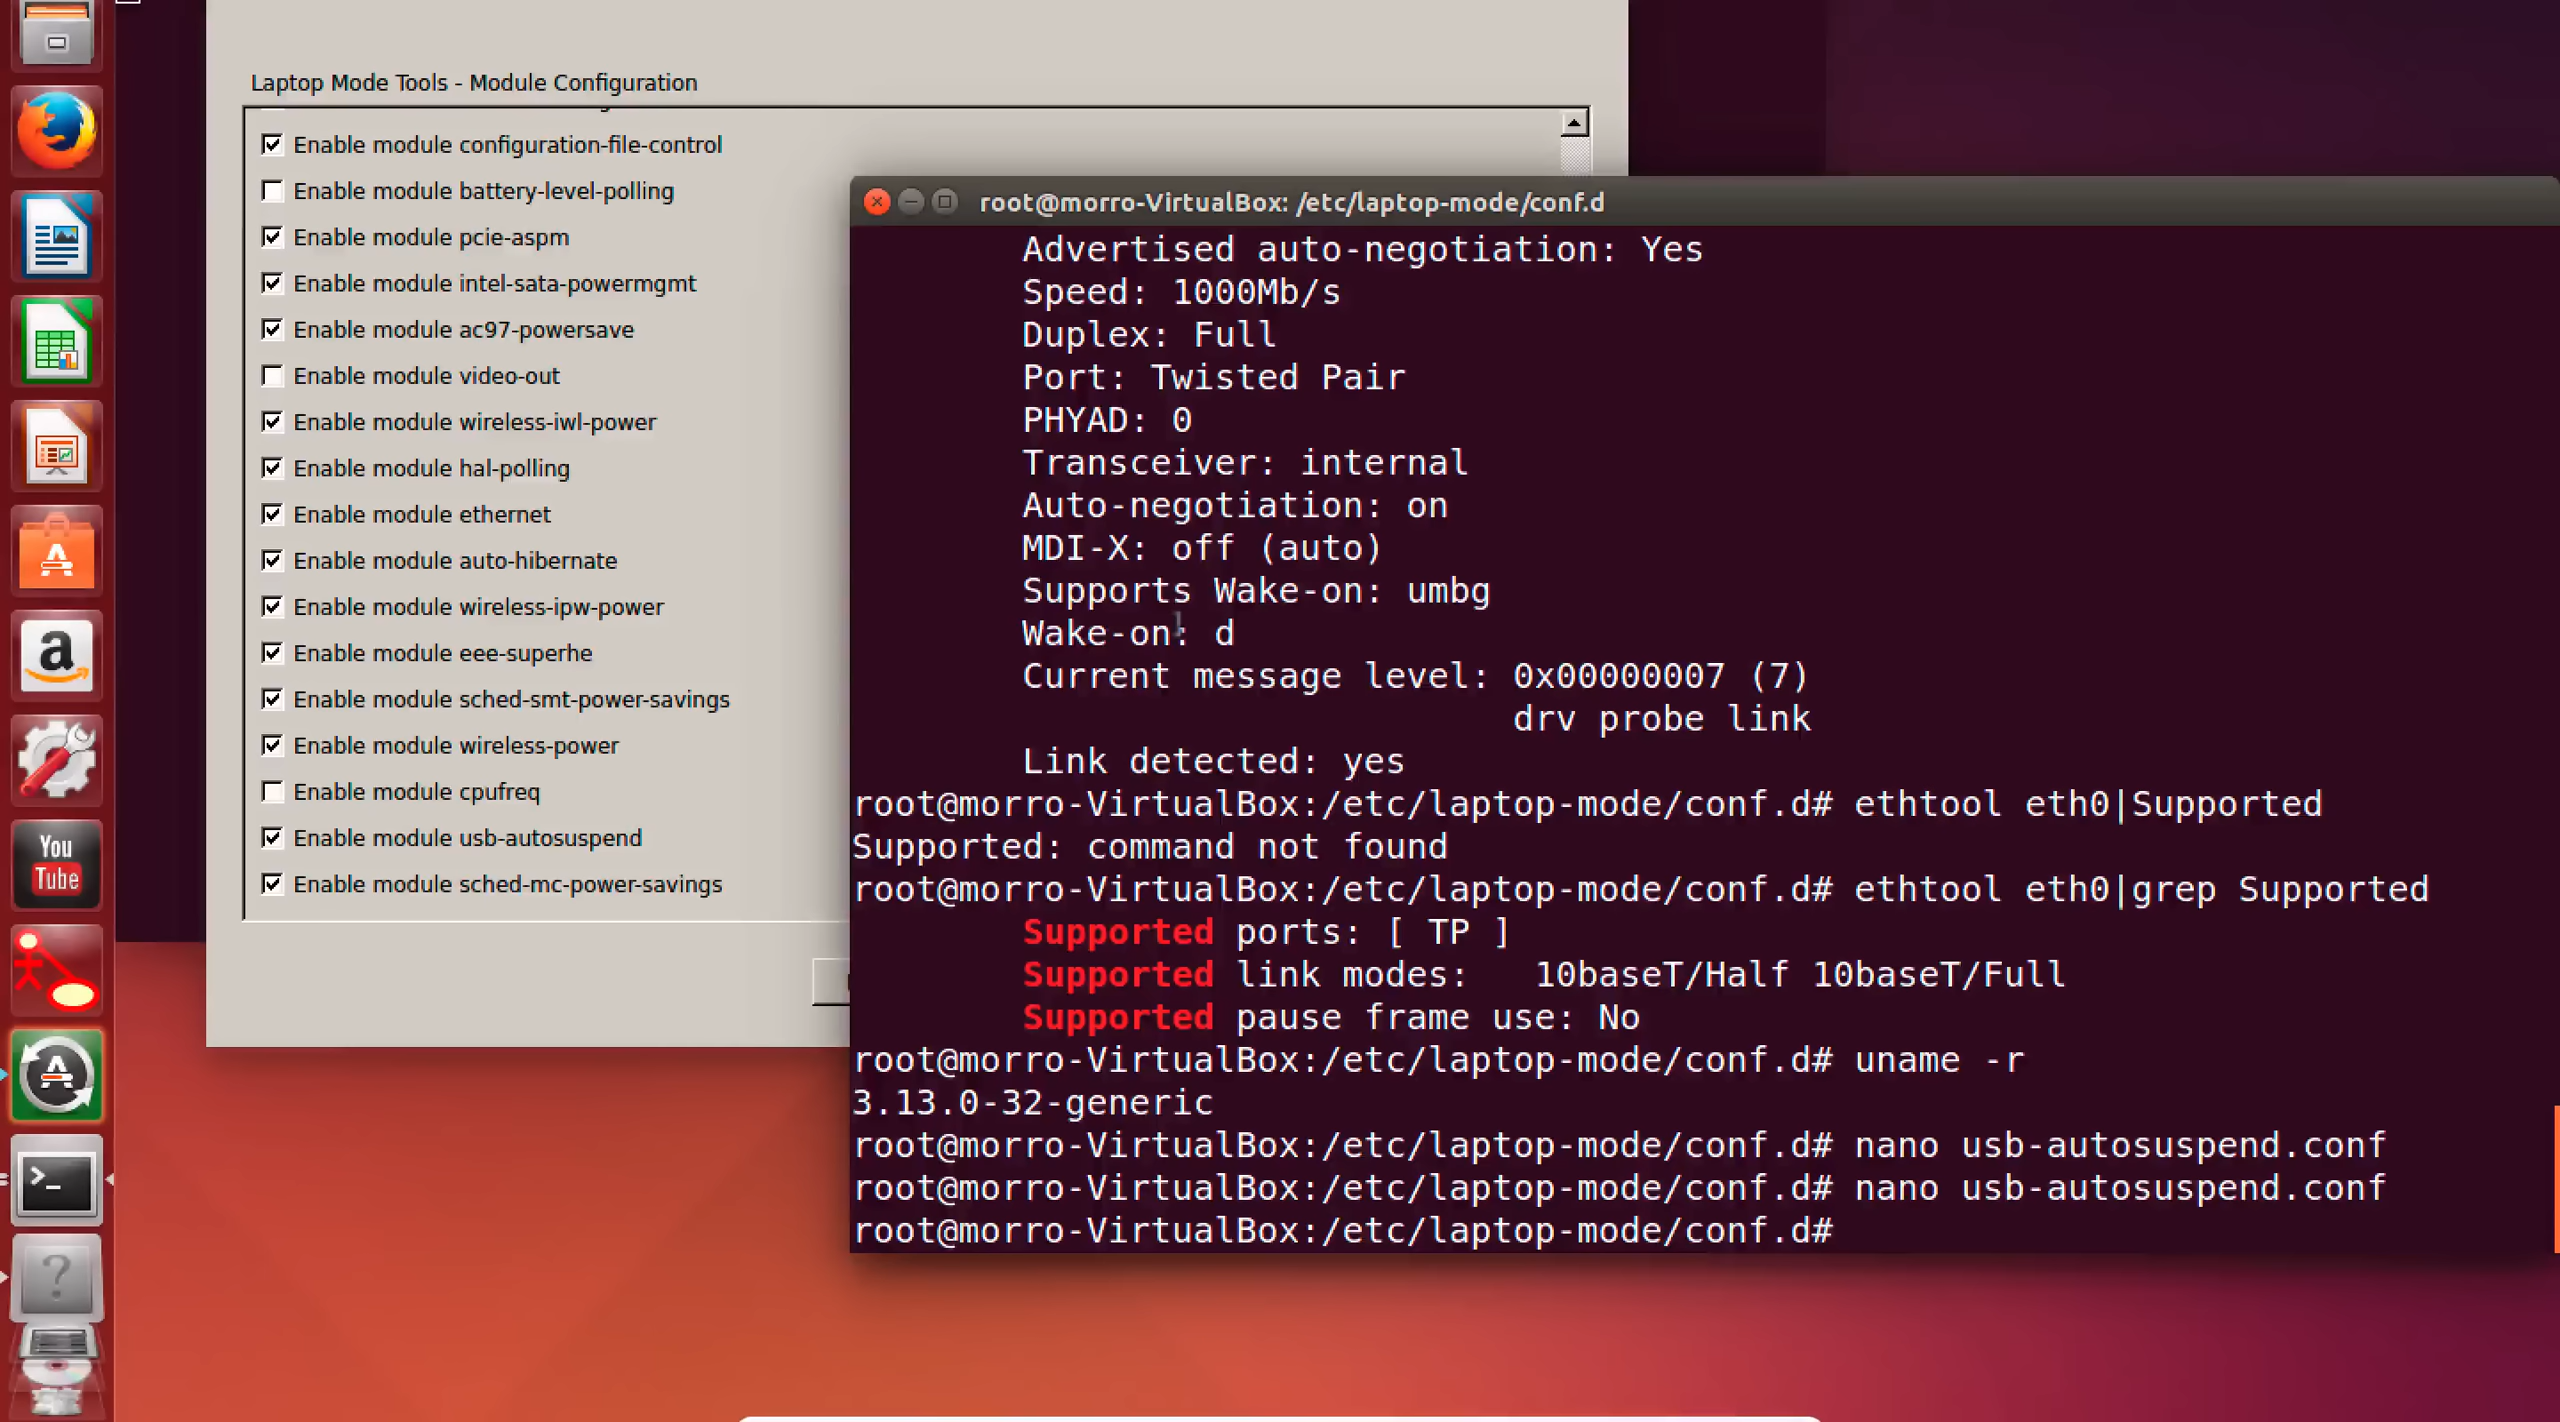 Laptop Mode Tools - Module Configuration
Enable module configuration-file-control
Enable module battery-level-polling
Enable module pcie-aspm
Enable module intel-sata-powermgmt
Enable module ac97-powersave
Enable module video-out
Enable module wireless-iwl-power
Enable module hal-polling
Enable module ethernet
Enable module auto-hibernate
Enable module wireless-ipw-power
Enable module eee-superhe
Enable module sched-smt-power-savings
Enable module wireless-power
Enable module cpufreq
Enable module usb-autosuspend
Enable module sched-mc-power-savings
root@morro-VirtualBox: /etc/laptop-mode/conf.d
Advertised auto-negotiation: Yes
Speed: 1000Mb/s
Duplex: Full
Port: Twisted Pair
PHYAD: 0
Transceiver: internal
Auto-negotiation: on
MDI-X: off (auto)
Supports Wake-on: umbg
Wake-on: d
Current message level: 0x00000007 (7)
drv probe link
Link detected: yes
root@morro-VirtualBox:/etc/laptop-mode/conf.d# ethtool eth0|Supported
Supported: command not found
root@morro-VirtualBox:/etc/laptop-mode/conf.d# ethtool eth0|grep Supported
Supported ports: [ TP ]
Supported link modes:   10baseT/Half 10baseT/Full
Supported pause frame use: No
root@morro-VirtualBox:/etc/laptop-mode/conf.d# uname -r
3.13.0-32-generic
root@morro-VirtualBox:/etc/laptop-mode/conf.d# nano usb-autosuspend.conf
root@morro-VirtualBox:/etc/laptop-mode/conf.d# nano usb-autosuspend.conf
root@morro-VirtualBox:/etc/laptop-mode/conf.d#
a
You
Tube
>_
?